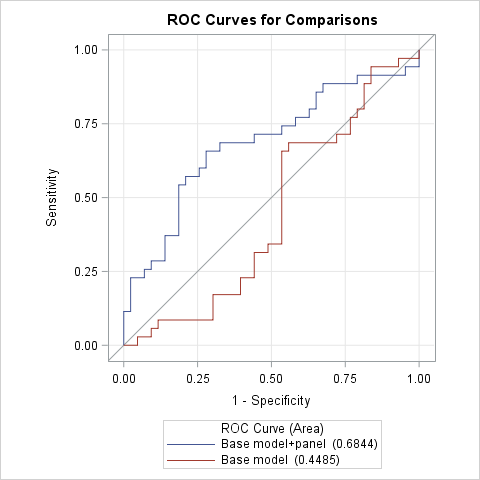 ROC Curves for Comparisons
1.00
0.75
0.50
0.25
0.00
Sensitivity
0.00 0.25 0.50 0.75 1.00
1 - Specificity
ROC Curve (Area)
Base model+panel (0.6844)
Base model (0.4485)